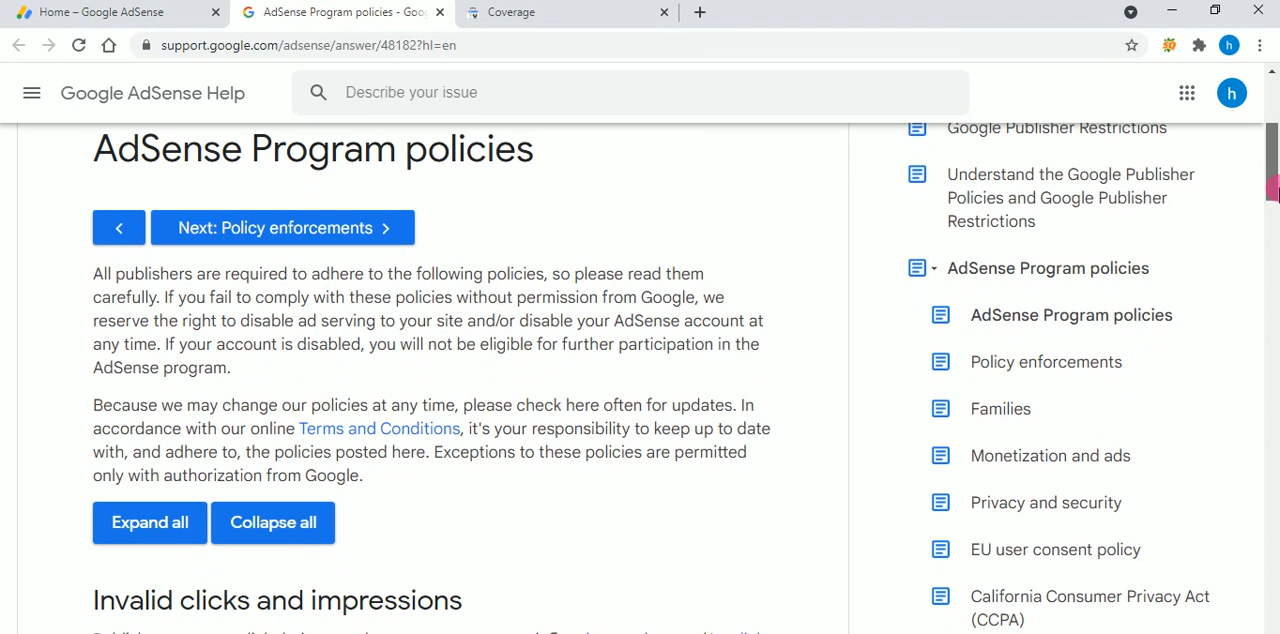 Home – Google AdSense
AdSense Program policies - Goo
Coverage
support.google.com/adsense/answer/48182?hl=en
h
Google AdSense Help
Describe your issue
h
AdSense Program policies
Next: Policy enforcements
All publishers are required to adhere to the following policies, so please read them
carefully. If you fail to comply with these policies without permission from Google, we
reserve the right to disable ad serving to your site and/or disable your AdSense account at
any time. If your account is disabled, you will not be eligible for further participation in the
AdSense program.
Because we may change our policies at any time, please check here often for updates. In
accordance with our online Terms and Conditions, it's your responsibility to keep up to date
with, and adhere to, the policies posted here. Exceptions to these policies are permitted
only with authorization from Google.
Expand all
Collapse all
Invalid clicks and impressions
Google Publisher Restrictions
Understand the Google Publisher
Policies and Google Publisher
Restrictions
AdSense Program policies
AdSense Program policies
Policy enforcements
Families
Monetization and ads
Privacy and security
EU user consent policy
California Consumer Privacy Act
(CCPA)